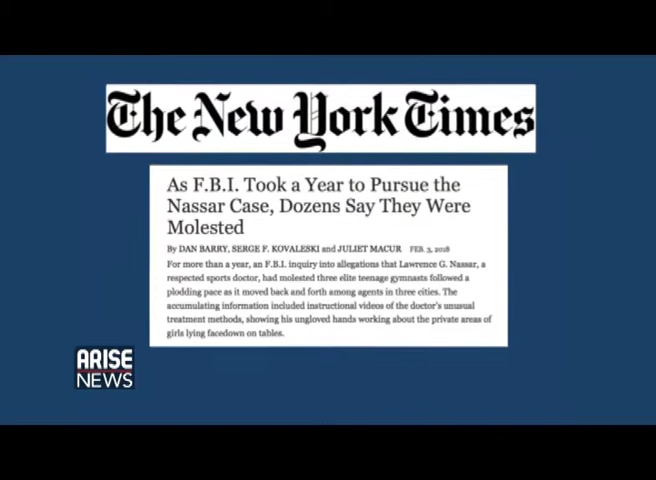 The New York Times
As F.B.I. Took a Year to Pursue the
Nassar Case, Dozens Say They Were
Molested
By DAN BARRY, SERGE F. KOVALESKI and JULIET MACUR FEB. 3, 2018
For more than a year, an F.B.I. inquiry into allegations that Lawrence G. Nassar, a
respected sports doctor, had molested three elite teenage gymnasts followed a
plodding pace as it moved back and forth among agents in three cities. The
accumulating information included instructional videos of the doctor's unusual
treatment methods, showing his ungloved hands working about the private areas of
girls lying facedown on tables.
ARISE
NEWS